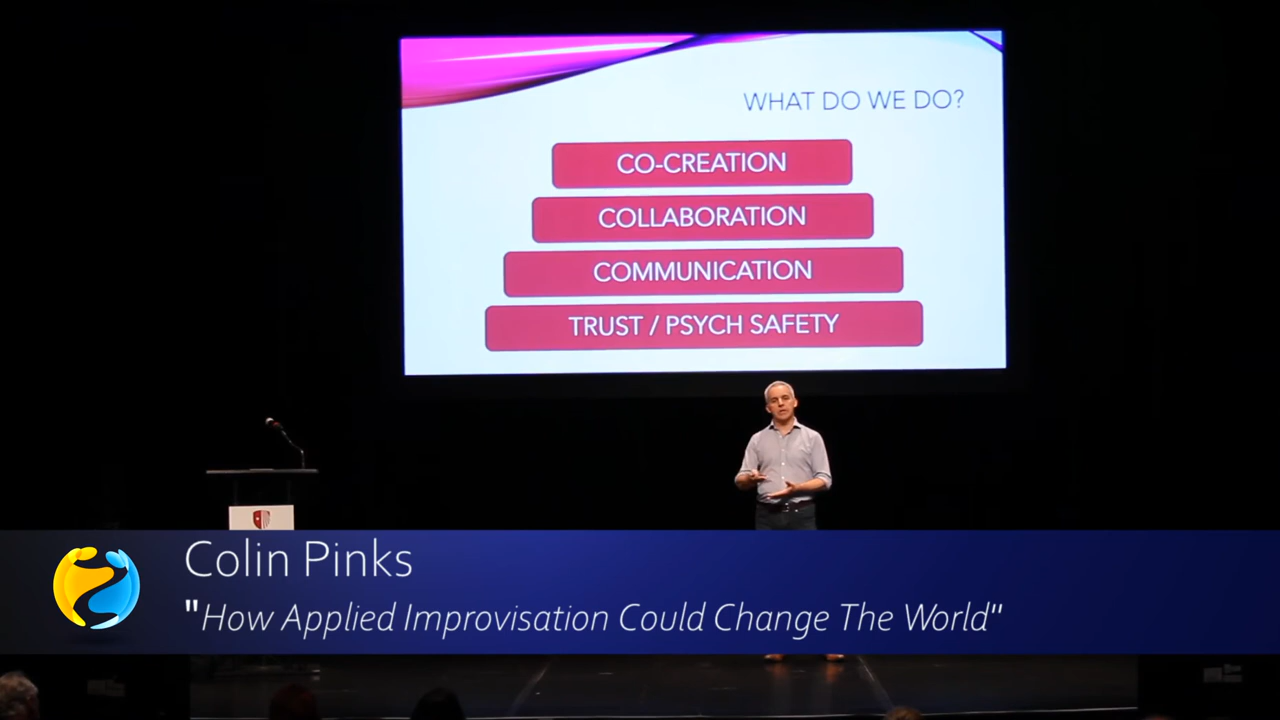 WHAT DO WE DO?
CO-CREATION
COLLABORATION
COMMUNICATION
TRUST / PSYCH SAFETY
Colin Pinks
"How Applied Improvisation Could Change The World"